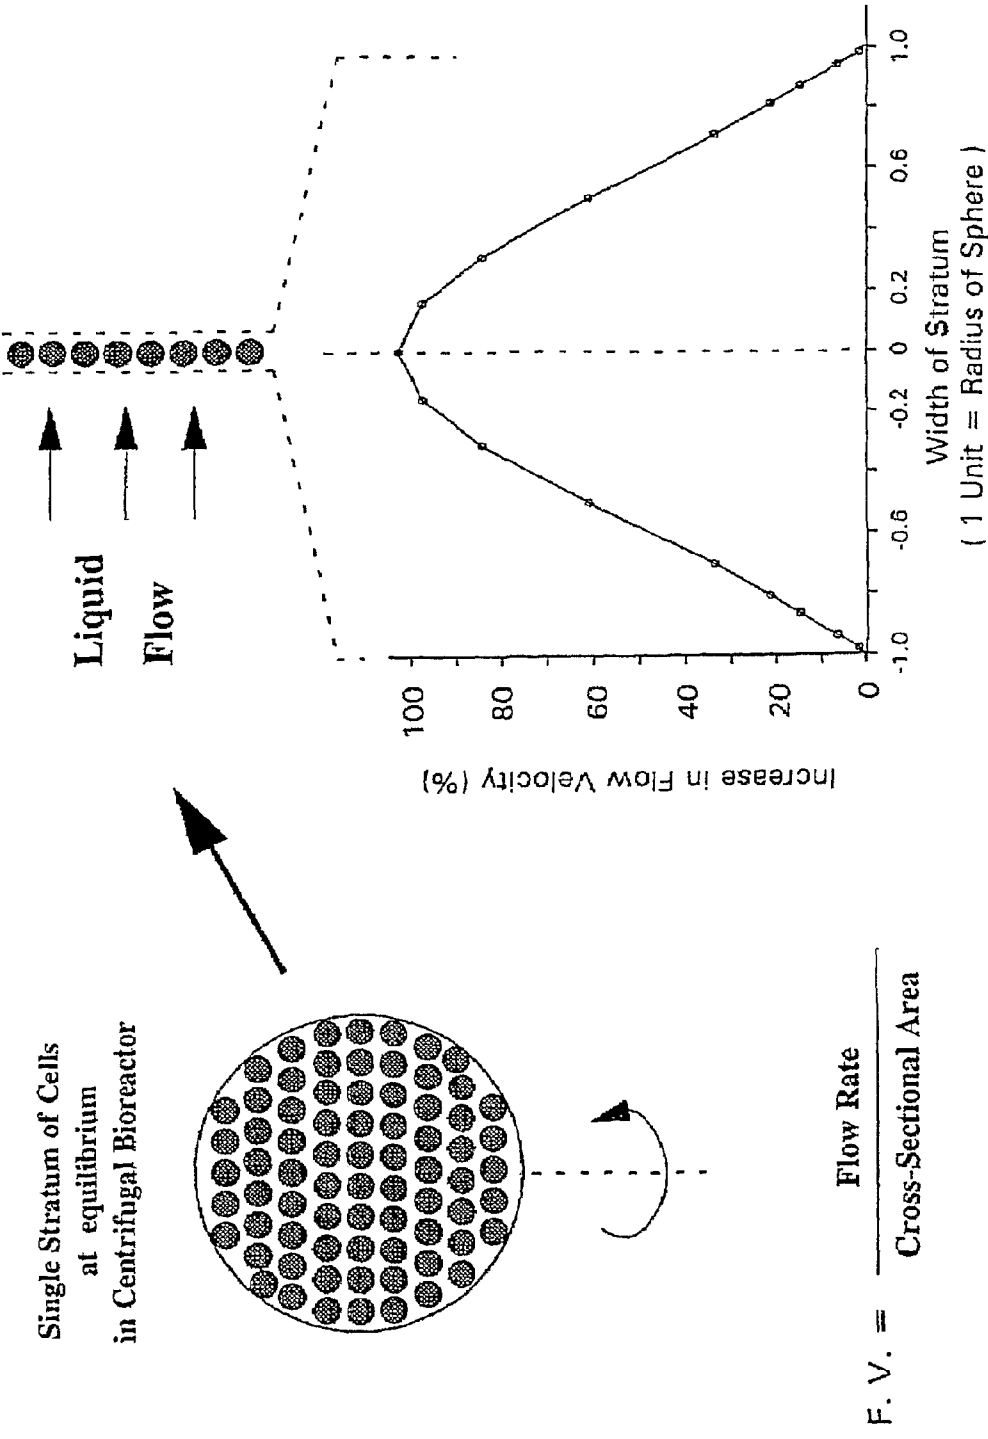 Single Stratum of Cells
at equilibrium
in Centrifugal Bioreactor
F. V. =
Flow Rate
Cross-Sectional Area
Liquid
Flow
Increase in Flow Velocity (%)
100
80
60
40
20
0
-1.0
-0.6
-0.2
0
0.2
0.6
1.0
Width of Stratum
( 1 Unit = Radius of Sphere )